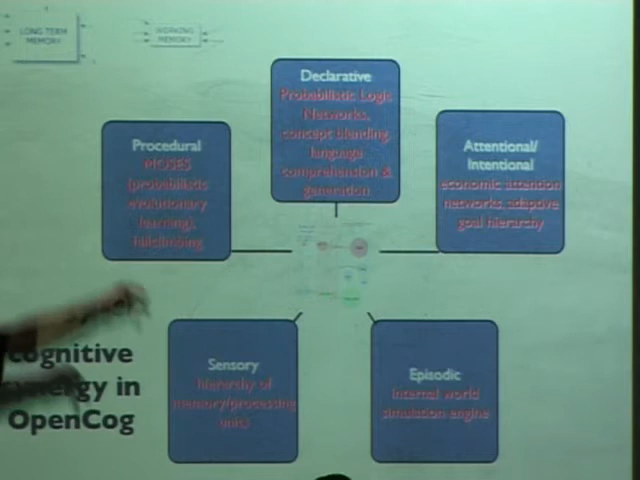 LONG TERM
MEMORY
WORKING
MEMORY
Declarative
Probabilistic Logic
Networks,
concept blending,
language
comprehension &
generation
Procedural
MOSES
(probabilistic
evolutionary
learning),
hillclimbing
Attentional/
Intentional
economic attention
networks, adaptive
goal hierarchy
Sensory
hierarchy of
memory/processing
units
Episodic
internal world
simulation engine
cognitive
synergy in
OpenCog